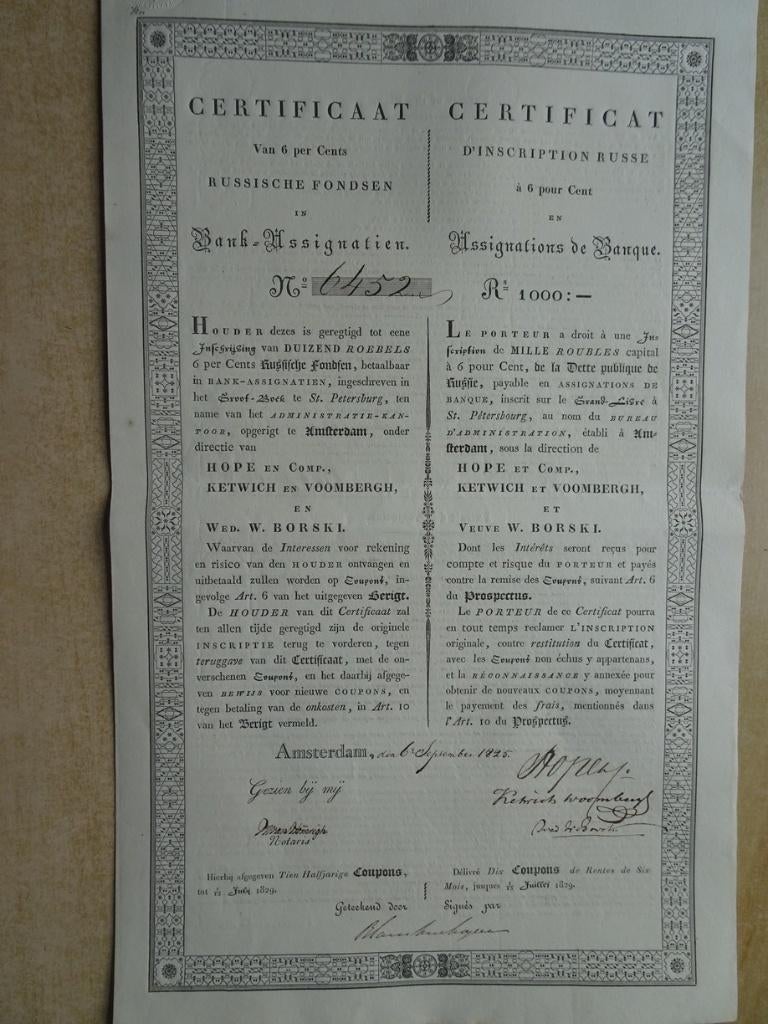 CERTIFICAAT
Van 6 per Cents
RUSSISCHE FONDSEN
IN
Bank-Assignatien.
CERTIFICAT
D'INSCRIPTION RUSSE
à 6 pour Cent
EN
Assignations de Banque.
No 6452
Rs 1000:—
HOUDER dezes is geregtigd tot eene
Inschrijving van DUIZEND ROEBELS
6 per Cents Russische Fondsen, betaalbaar
in BANK-ASSIGNATIEN, ingeschreven in
het Groot-Boek te St. Petersburg, ten
name van het ADMINISTRATIE-KAN-
TOOR, opgerigt te Amsterdam, onder
directie van
HOPE EN COMP.,
KETWICH EN VOOMBERGH,
EN
WED. W. BORSKI.
Waarvan de Interessen voor rekening
en risico van den HOUDER ontvangen en
uitbetaald zullen worden op Coupons, in-
gevolge Art. 6 van het uitgegeven Berigt.
De HOUDER van dit Certificaat zal
ten allen tijde geregtigd zijn de originele
INSCRIPTIE terug te vorderen, tegen
teruggave van dit Certificaat, met de on-
verschenen Coupons, en het daarbij afgege-
ven BEWIJS voor nieuwe COUPONS, en
tegen betaling van de onkosten, in Art. 10
van het Berigt vermeld.
LE PORTEUR a droit à une Ins
scription de MILLE ROUBLES capital
à 6 pour Cent, de la Dette publique de
Russie, payable en ASSIGNATIONS DE
BANQUE, inscrit sur le Grand-Livre à
St. Pétersbourg, au nom du BUREAU
D'ADMINISTRATION, établi à Am-
sterdam, sous la direction de
HOPE ET COMP.,
KETWICH ET VOOMBERGH,
ET
VEUVE W. BORSKI.
Dont les Intérêts seront reçus pour
compte et risque du PORTEUR et payés
contre la remise des Coupons, suivant Art. 6
du Prospectus.
Le PORTEUR de ce Certificat pourra
en tout temps reclamer L'INSCRIPTION
originale, contre restitution du Certificat,
avec les Coupons non échus y appartenans,
et la RÉCONNAISSANCE y annexée pour
obtenir de nouveaux COUPONS, moyennant
le payement des frais, mentionnés dans
l'Art. 10 du Prospectus.
Amsterdam, den 6 September 1825.
Gezien bij mij
Notaris
Hope &
Ketwich Voombergh
Wed W Borski
Hierbij afgegeven Tien Halfjarige Coupons,
tot 1/13 July 1829.
Délivré Dix Coupons de Rentes de Six
Mois, jusques 1/13 Juillet 1829.
Geteekend door
Signés par